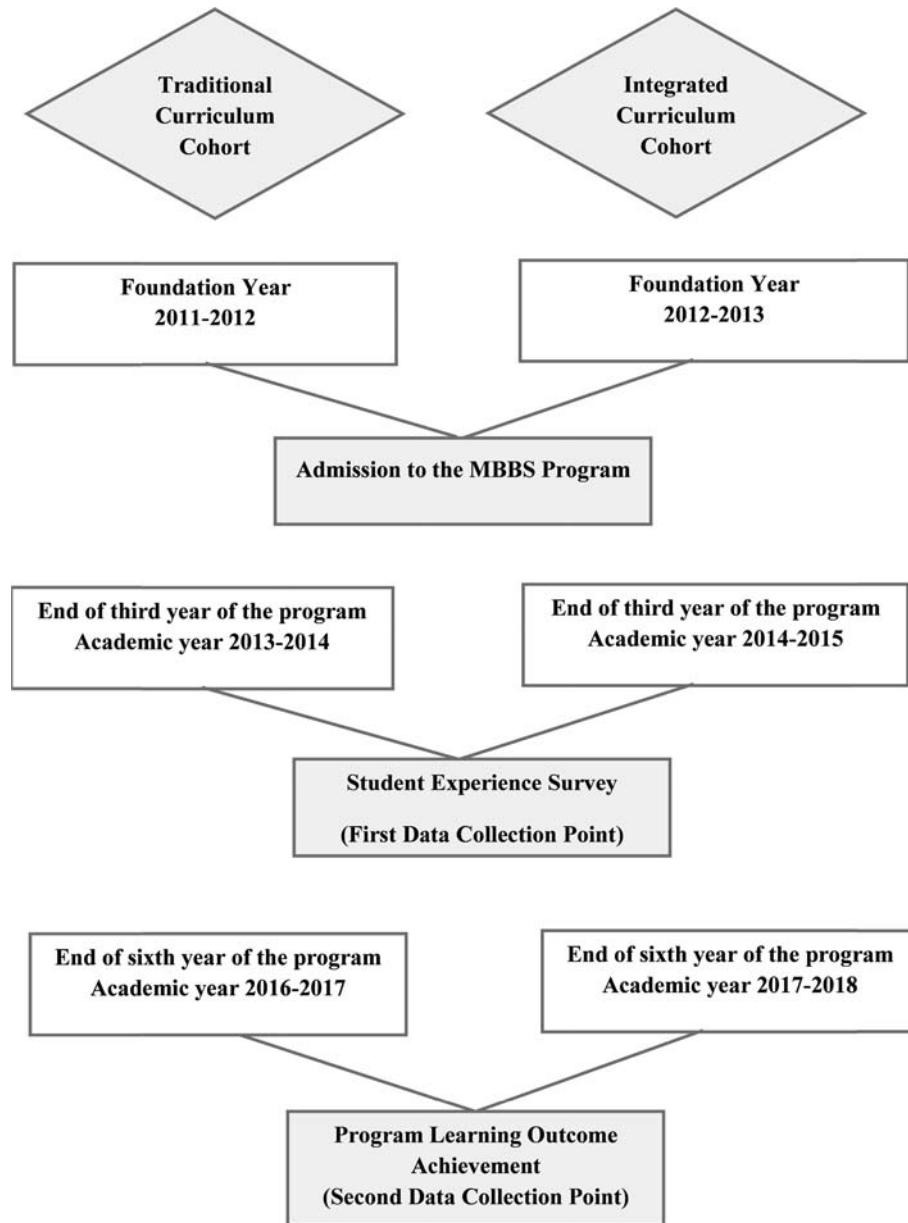 Traditional
Curriculum
Cohort
Integrated
Curriculum
Cohort
Foundation Year
2011-2012
Foundation Year
2012-2013
Admission to the MBBS Program
End of third year of the program
Academic year 2013-2014
End of third year of the program
Academic year 2014-2015
Student Experience Survey
(First Data Collection Point)
End of sixth year of the program
Academic year 2016-2017
End of sixth year of the program
Academic year 2017-2018
Program Learning Outcome
Achievement
(Second Data Collection Point)